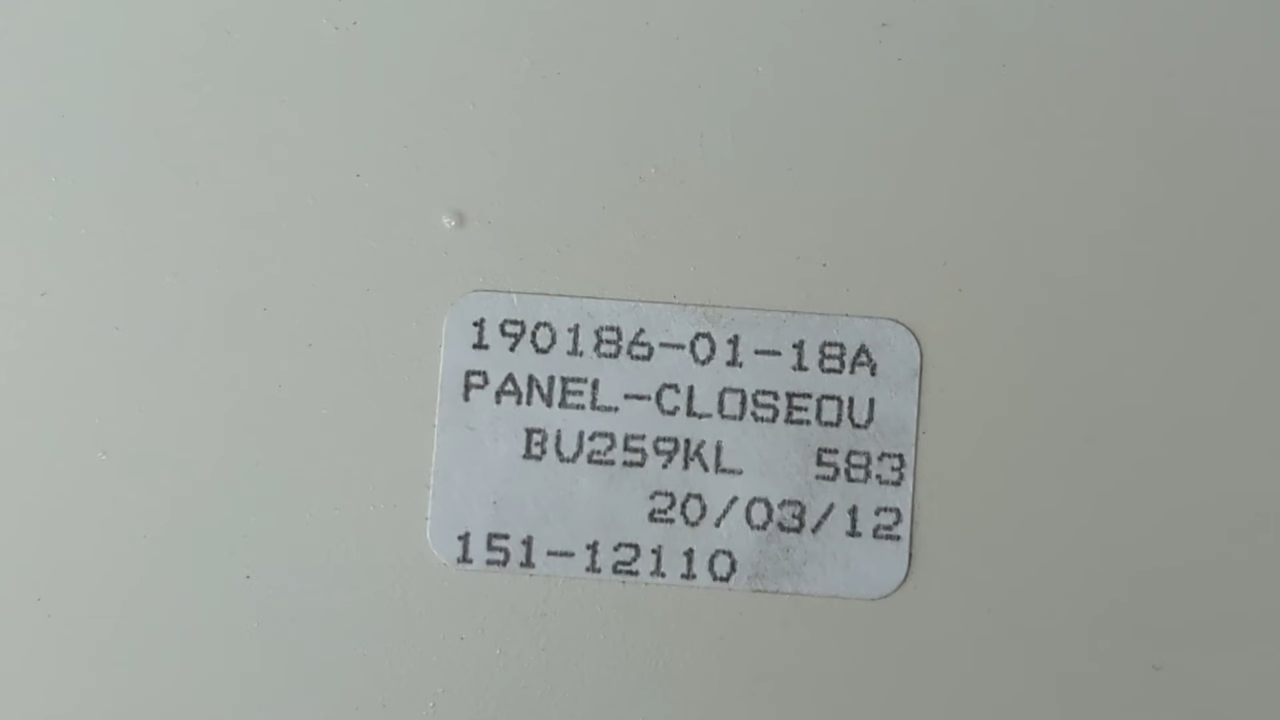 190186-01-18A
PANEL-CLOSEOU
BU259KL 583
20/03/12
151-12110